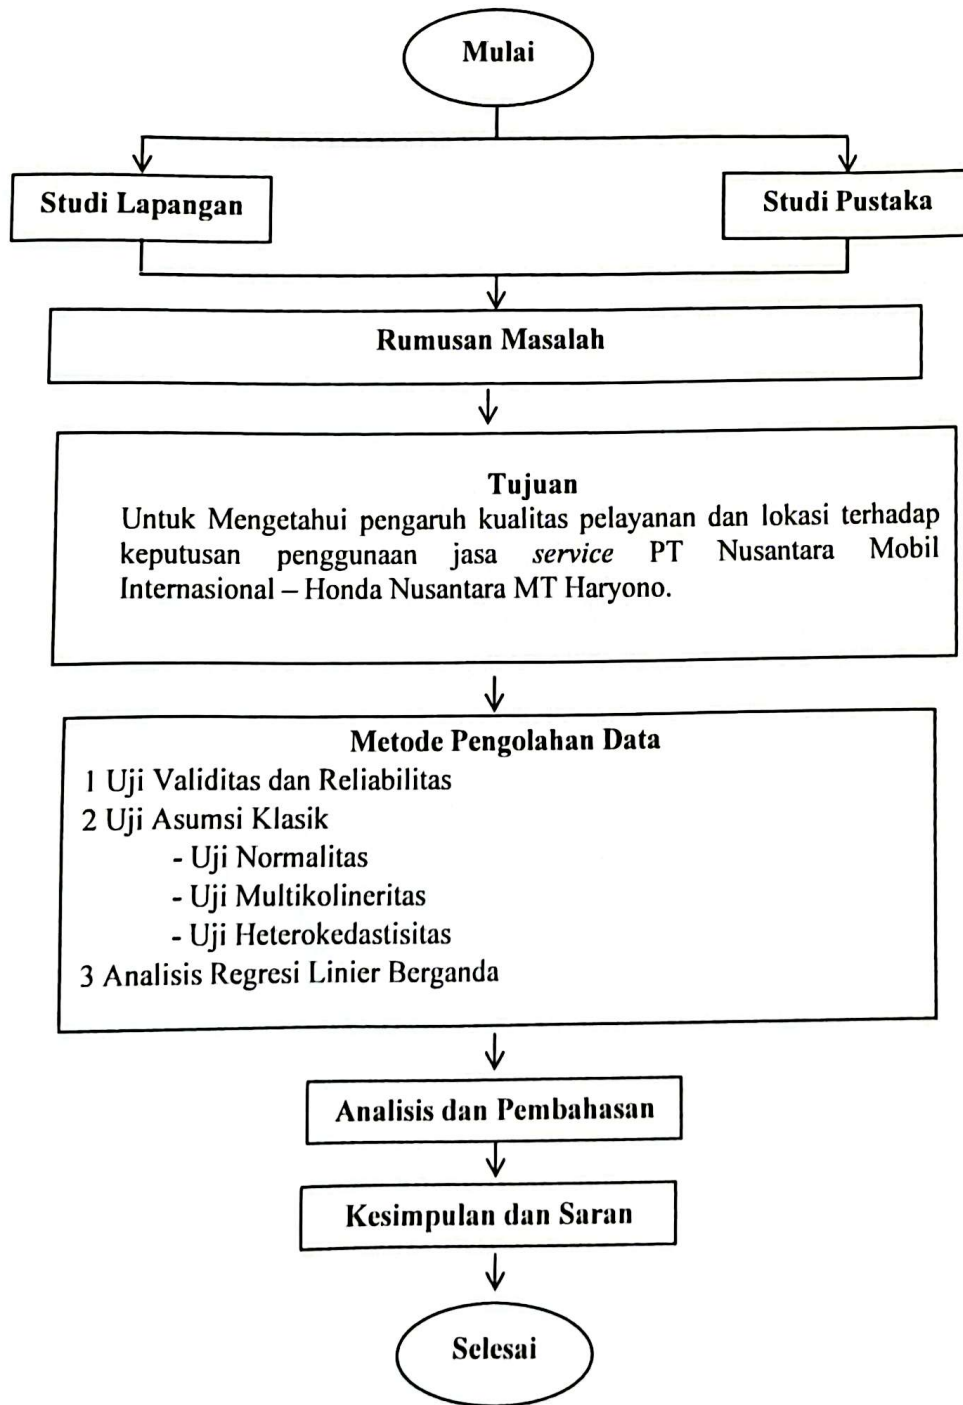 Mulai
Studi Lapangan
Studi Pustaka
Rumusan Masalah
Tujuan
Untuk Mengetahui pengaruh kualitas pelayanan dan lokasi terhadap
keputusan penggunaan jasa service PT Nusantara Mobil
Internasional – Honda Nusantara MT Haryono.
Metode Pengolahan Data
1 Uji Validitas dan Reliabilitas
2 Uji Asumsi Klasik
- Uji Normalitas
- Uji Multikolineritas
- Uji Heterokedastisitas
3 Analisis Regresi Linier Berganda
Analisis dan Pembahasan
Kesimpulan dan Saran
Selesai